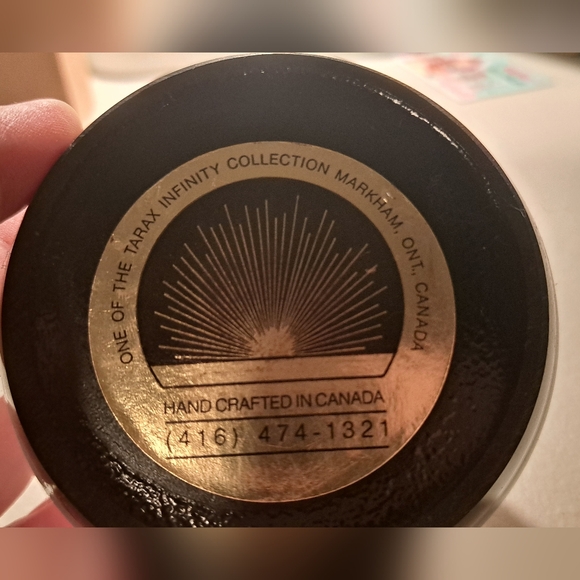 ONE OF THE TARAX INFINITY COLLECTION MARKHAM, ONT., CANADA
HAND CRAFTED IN CANADA
(416) 474-1321